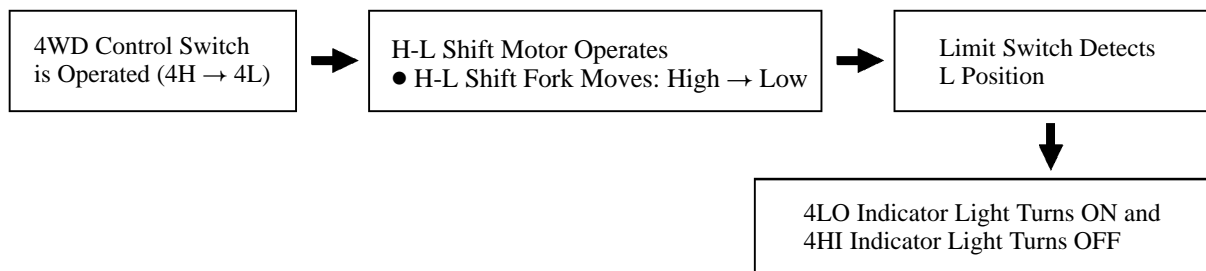 4WD Control Switch
is Operated (4H → 4L)
H-L Shift Motor Operates
● H-L Shift Fork Moves: High → Low
Limit Switch Detects
L Position
4LO Indicator Light Turns ON and
4HI Indicator Light Turns OFF